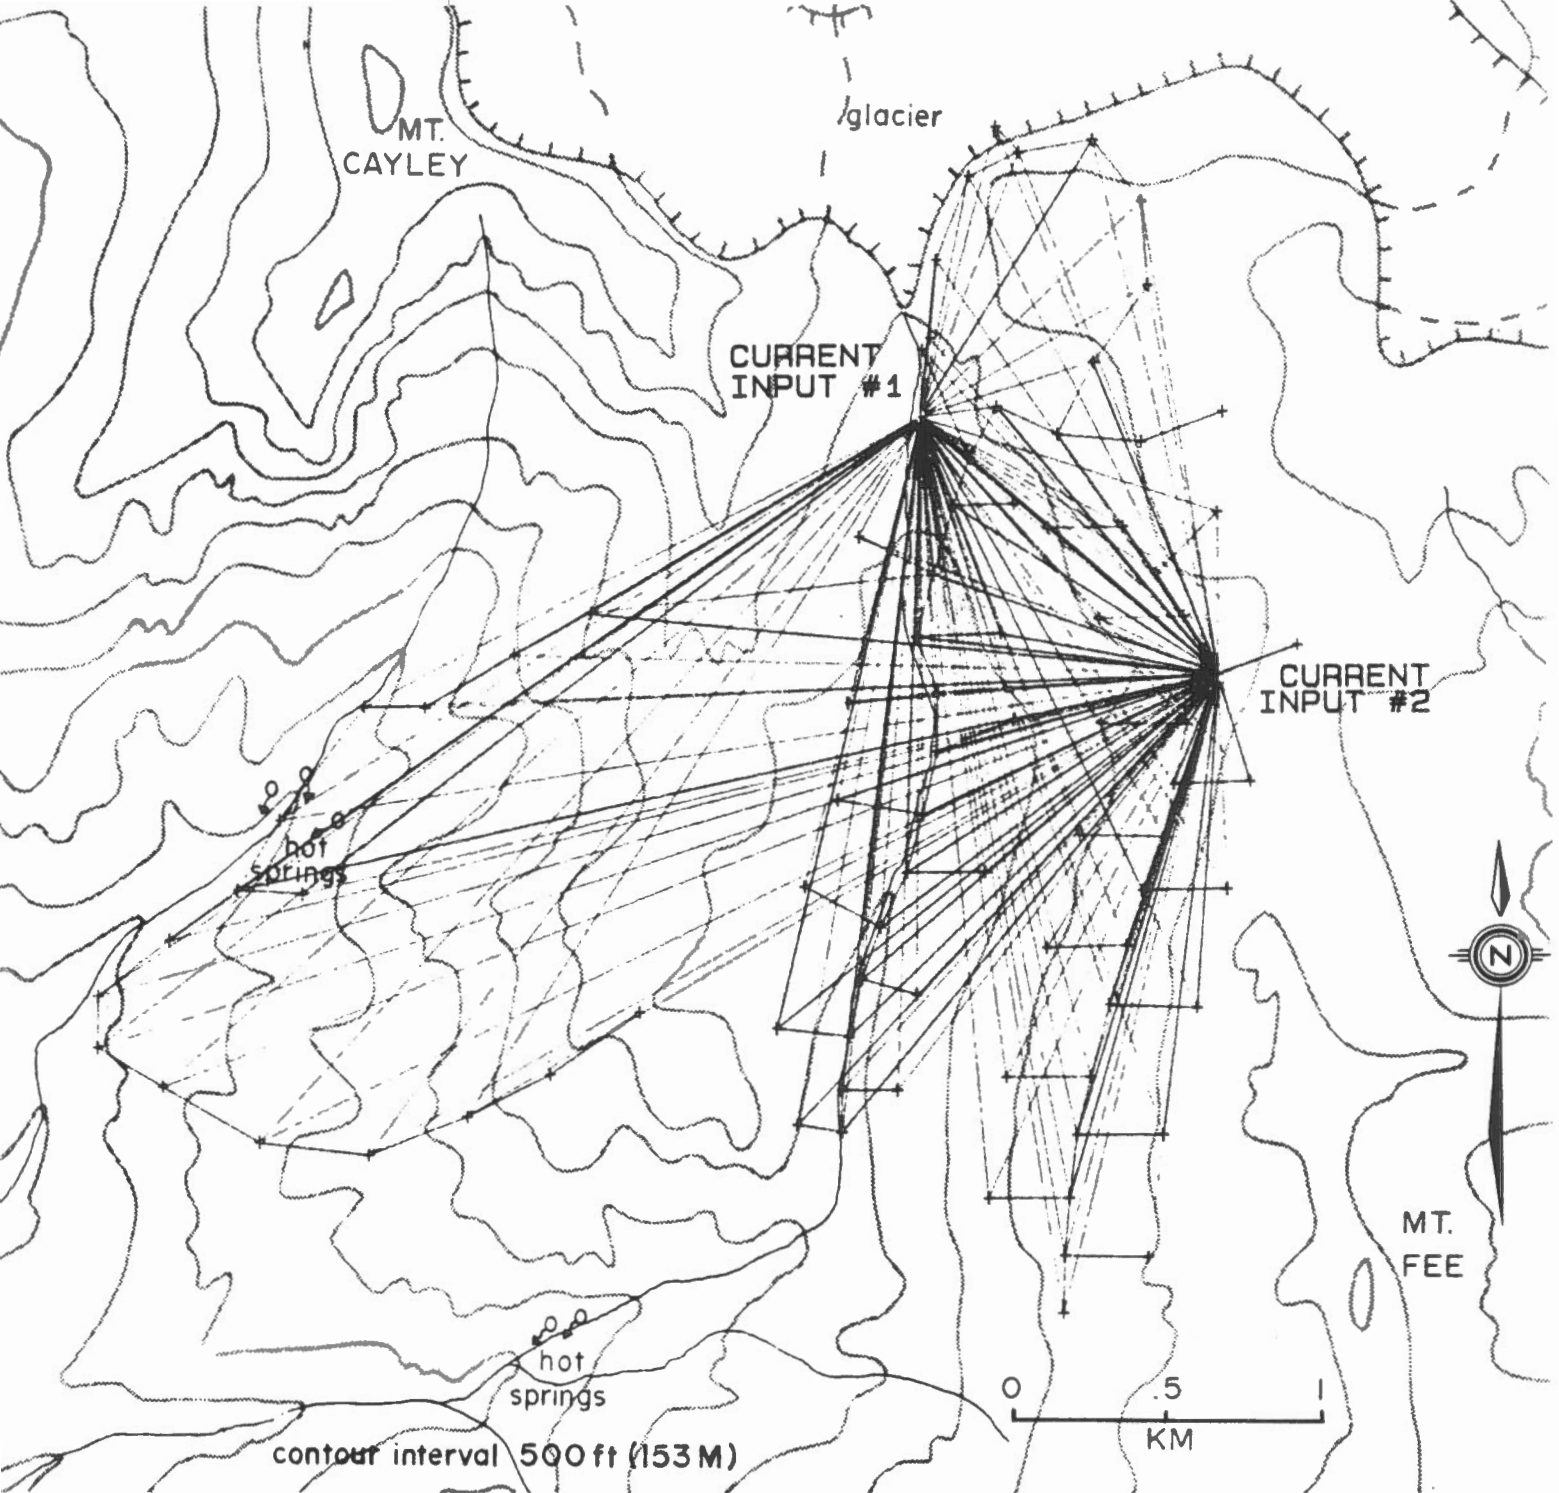 glacier
MT.
CAYLEY
CURRENT
INPUT #1
CURRENT
INPUT #2
hot
springs
N
MT.
FEE
hot
springs
0 .5 1
KM
contour interval 500 ft (153 M)